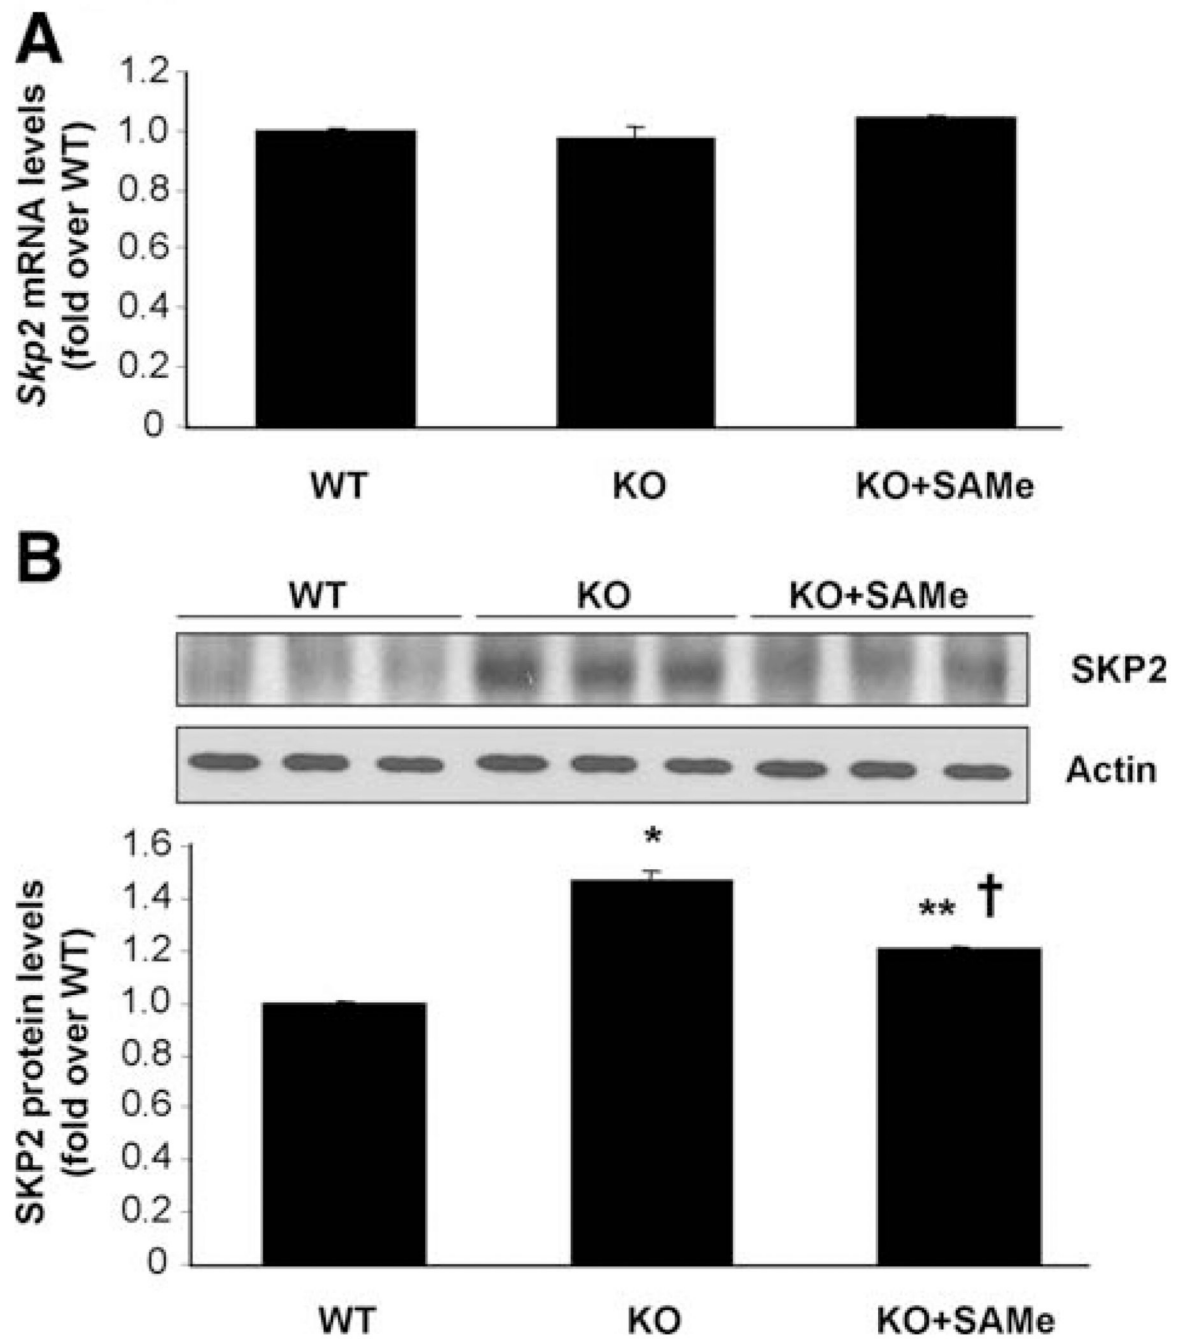 A
Skp2 mRNA levels
(fold over WT)
1.2
1.0
0.8
0.6
0.4
0.2
0
WT KO KO+SAMe
B
WT KO KO+SAMe
SKP2
Actin
SKP2 protein levels
(fold over WT)
1.6
1.4
1.2
1.0
0.8
0.6
0.4
0.2
0
*
** †
WT KO KO+SAMe